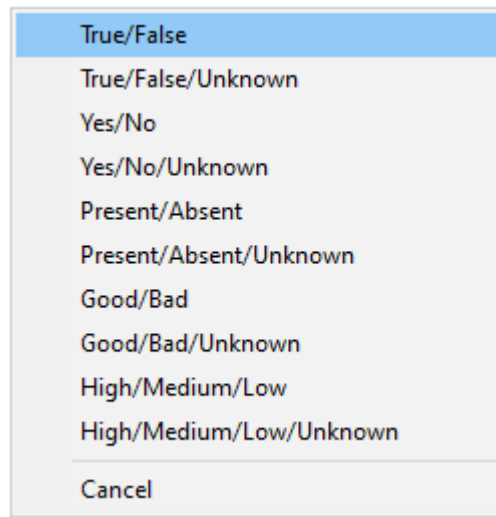 True/False
True/False/Unknown
Yes/No
Yes/No/Unknown
Present/Absent
Present/Absent/Unknown
Good/Bad
Good/Bad/Unknown
High/Medium/Low
High/Medium/Low/Unknown
Cancel